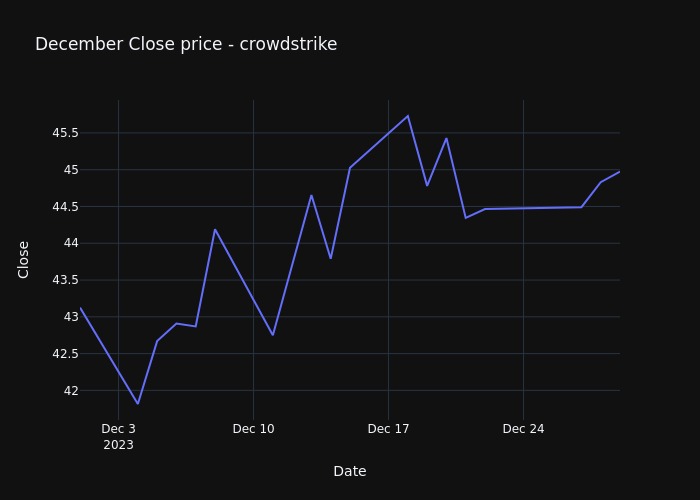 December Close price - crowdstrike
Close
45.5
45
44.5
44
43.5
43
42.5
42
Dec 3
2023
Dec 10
Dec 17
Dec 24
Date